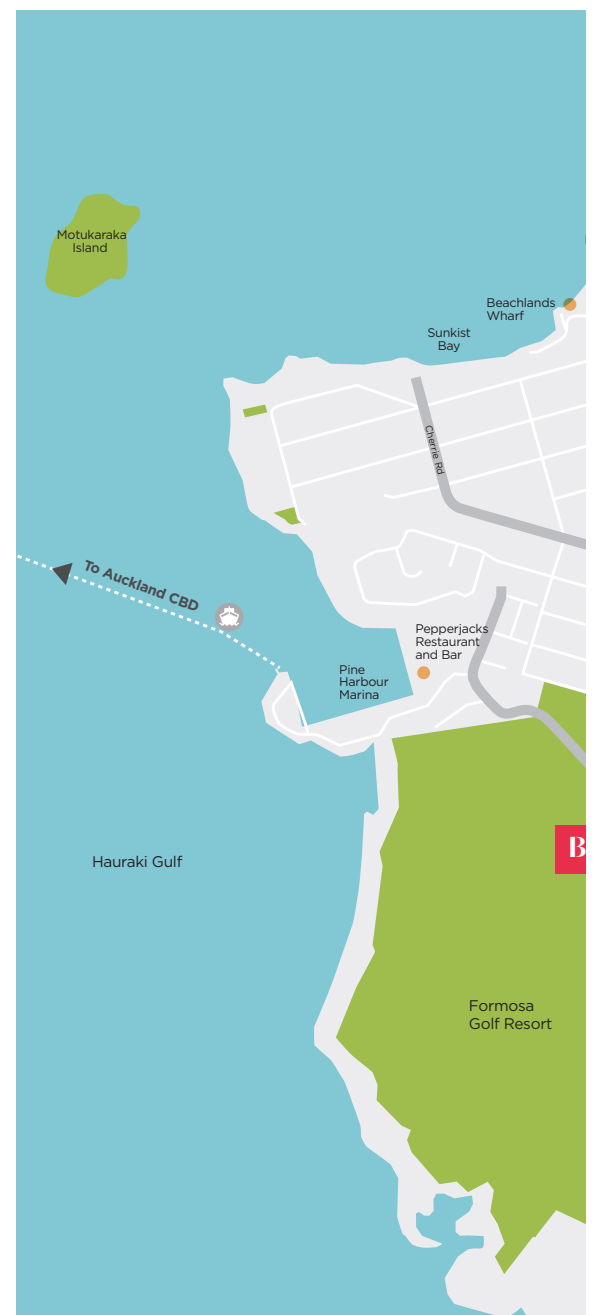 Motukaraka
Island
Beachlands
Wharf
Sunkist
Bay
Cherrie Rd
To Auckland CBD
Pepperjacks
Restaurant
and Bar
Pine
Harbour
Marina
B
Hauraki Gulf
Formosa
Golf Resort